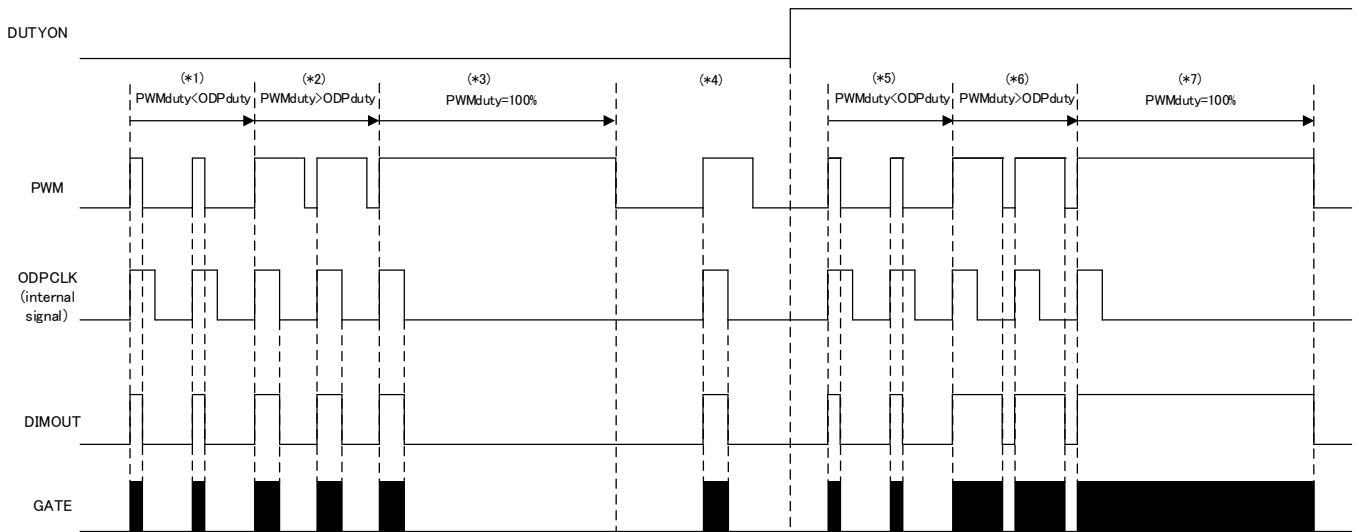 DUTYON
(*1)
PWMduty<ODPduty
(*2)
PWMduty>ODPduty
(*3)
PWMduty=100%
(*4)
(*5)
PWMduty<ODPduty
(*6)
PWMduty>ODPduty
(*7)
PWMduty=100%
PWM
ODPCLK
(internal
signal)
DIMOUT
GATE